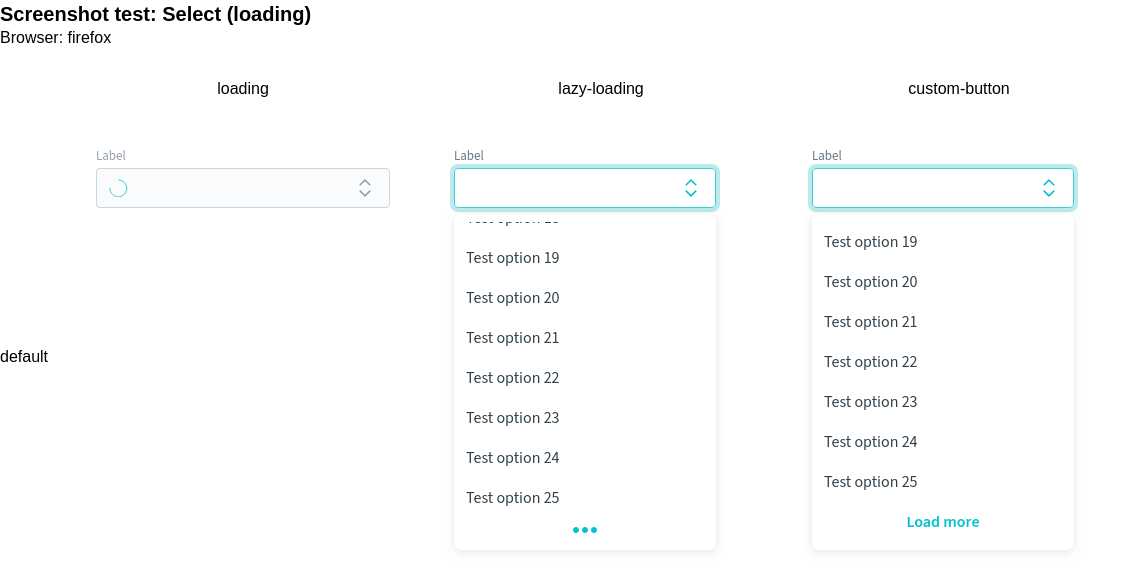 Screenshot test: Select (loading)
Browser: firefox
loading
lazy-loading
custom-button
Label
Label
Label
Test option 19
Test option 20
Test option 21
Test option 22
Test option 23
Test option 24
Test option 25
Test option 19
Test option 20
Test option 21
Test option 22
Test option 23
Test option 24
Test option 25
Load more
default